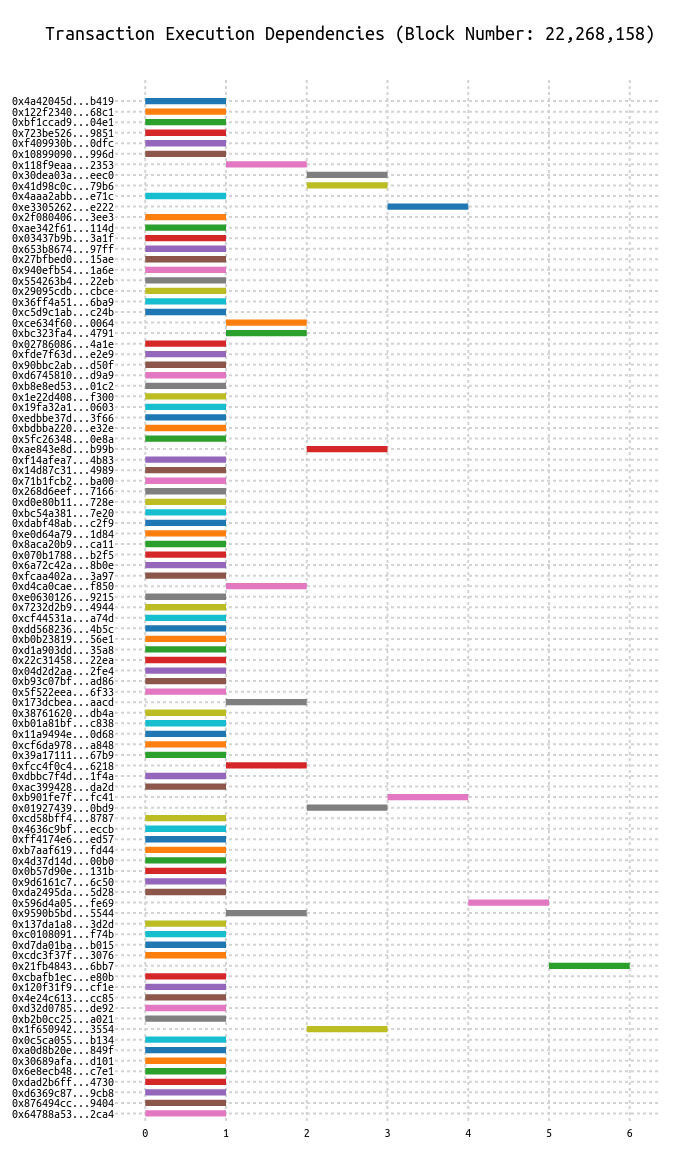 Transaction Execution Dependencies (Block Number: 22,268,158)
0x4a42045d...b419
0x122f2340...68c1
0xbf1ccad9...04e1
0x723be526...9851
0xf409930b...0dfc
0x10899090...996d
0x118f9eaa...2353
0x30dea03a...eec0
0x41d98c0c...79b6
0x4aaa2abb...e71c
0xe3305262...e222
0x2f080406...3ee3
0xae342f61...114d
0x03437b9b...3a1f
0x653b8674...97ff
0x27bfbed0...15ae
0x940efb54...1a6e
0x554263b4...22eb
0x29095cdb...cbce
0x36ff4a51...6ba9
0xc5d9c1ab...c24b
0xce634f60...0064
0xbc323fa4...4791
0x02786086...4a1e
0xfde7f63d...e2e9
0x90bbc2ab...d50f
0xd6745810...d9a9
0xb8e8ed53...01c2
0x1e22d408...f300
0x19fa32a1...0603
0xedbbe37d...3f66
0xbdbba220...e32e
0x5fc26348...0e8a
0xae843e8d...b99b
0xf14afea7...4b83
0x14d87c31...4989
0x71b1fcb2...ba00
0x268d6eef...7166
0xd0e80b11...728e
0xbc54a381...7e20
0xdabf48ab...c2f9
0xe0d64a79...1d84
0x8aca20b9...ca11
0x070b1788...b2f5
0x6a72c42a...8b0e
0xfcaa402a...3a97
0xd4ca0cae...f850
0xe0630126...9215
0x7232d2b9...4944
0xcf44531a...a74d
0xdd568236...4b5c
0xb0b23819...56e1
0xd1a903dd...35a8
0x22c31458...22ea
0x04d2d2aa...2fe4
0xb93c07bf...ad86
0x5f522eea...6f33
0x173dcbea...aacd
0x38761620...db4a
0xb01a81bf...c838
0x11a9494e...0d68
0xcf6da978...a848
0x39a17111...67b9
0xfcc4f0c4...6218
0xdbbc7f4d...1f4a
0xac399428...da2d
0xb901fe7f...fc41
0x01927439...0bd9
0xcd58bff4...8787
0x4636c9bf...eccb
0xff4174e6...ed57
0xb7aaf619...fd44
0x4d37d14d...00b0
0x0b57d90e...131b
0x9d6161c7...6c50
0xda2495da...5d28
0x596d4a05...fe69
0x9590b5bd...5544
0x137da1a8...3d2d
0xc0108091...f74b
0xd7da01ba...b015
0xcdc3f37f...3076
0x21fb4843...6bb7
0xcbafb1ec...e80b
0x120f31f9...cf1e
0x4e24c613...cc85
0xd32d0785...de92
0xb2b0cc25...a021
0x1f650942...3554
0x0c5ca055...b134
0xa0d8b20e...849f
0x30689afa...d101
0x6e8ecb48...c7e1
0xdad2b6ff...4730
0xd6369c87...9cb8
0x876494cc...9404
0x64788a53...2ca4
0 1 2 3 4 5 6